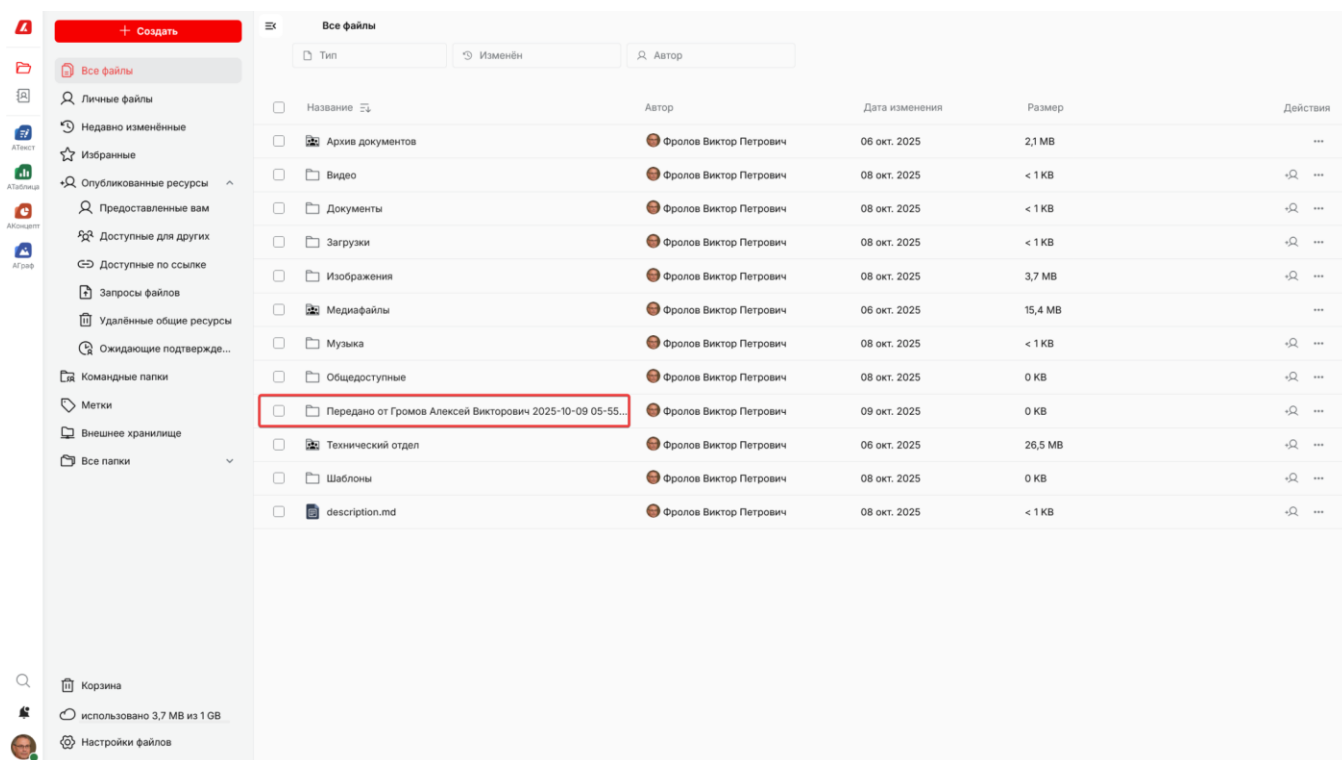 Создать
Все файлы
Личные файлы
Недавно изменённые
Избранные
Опубликованные ресурсы
Предоставленные вам
Доступные для других
Доступные по ссылке
Запросы файлов
Удалённые общие ресурсы
Ожидающие подтвержде...
Командные папки
Метки
Внешнее хранилище
Все папки
Корзина
использовано 3,7 MB из 1 GB
Настройки файлов
АТекст
АТаблица
АКонцепт
АГраф
Все файлы
Тип Изменён Автор
Название Автор Дата изменения Размер Действия
Архив документов Фролов Виктор Петрович 06 окт. 2025 2,1 MB
Видео Фролов Виктор Петрович 08 окт. 2025 < 1 KB
Документы Фролов Виктор Петрович 08 окт. 2025 < 1 KB
Загрузки Фролов Виктор Петрович 08 окт. 2025 < 1 KB
Изображения Фролов Виктор Петрович 08 окт. 2025 3,7 MB
Медиафайлы Фролов Виктор Петрович 06 окт. 2025 15,4 MB
Музыка Фролов Виктор Петрович 08 окт. 2025 < 1 KB
Общедоступные Фролов Виктор Петрович 08 окт. 2025 0 KB
Передано от Громов Алексей Викторович 2025-10-09 05-55... Фролов Виктор Петрович 09 окт. 2025 0 KB
Технический отдел Фролов Виктор Петрович 06 окт. 2025 26,5 MB
Шаблоны Фролов Виктор Петрович 08 окт. 2025 0 KB
description.md Фролов Виктор Петрович 08 окт. 2025 < 1 KB